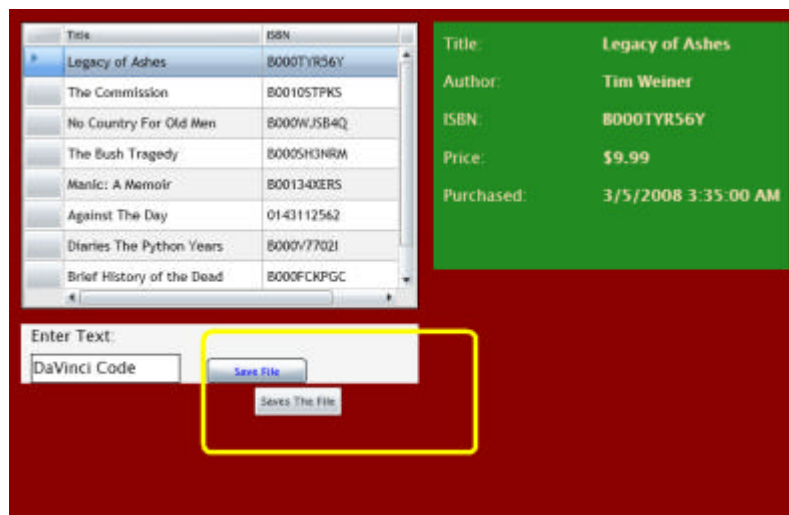 Title ISBN
Legacy of Ashes B000TYR56Y
The Commission B0010STPKS
No Country For Old Men B000WJSB4Q
The Bush Tragedy B000SH3NRM
Manic: A Memoir B00134XERS
Against The Day 0143112562
Diaries The Python Years B000V7702I
Brief History of the Dead B000FCKPGC
Title: Legacy of Ashes
Author: Tim Weiner
ISBN: B000TYR56Y
Price: $9.99
Purchased: 3/5/2008 3:35:00 AM
Enter Text:
DaVinci Code Save File
Saves The File